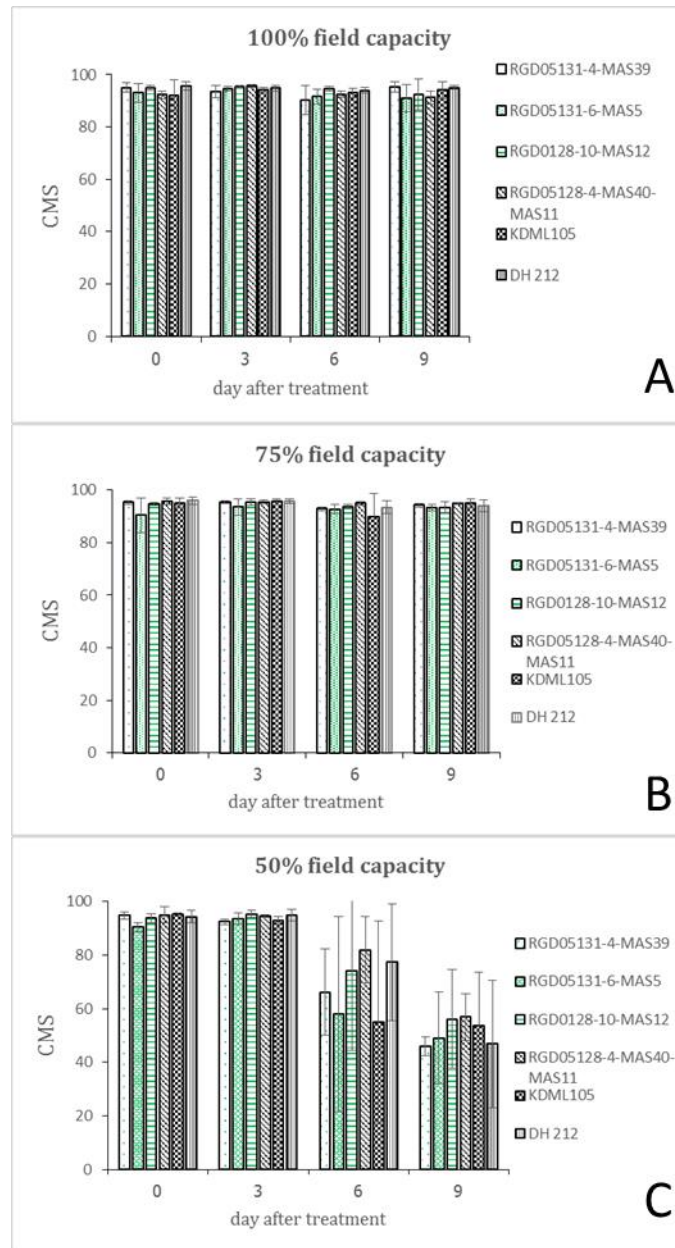 100% field capacity
100
80
60
40
20
0
CMS
0 3 6 9
day after treatment
RGD05131-4-MAS39
RGD05131-6-MAS5
RGD0128-10-MAS12
RGD05128-4-MAS40-
MAS11
KDML105
DH 212
A
75% field capacity
100
80
60
40
20
0
CMS
0 3 6 9
day after treatment
RGD05131-4-MAS39
RGD05131-6-MAS5
RGD0128-10-MAS12
RGD05128-4-MAS40-
MAS11
KDML105
DH 212
B
50% field capacity
100
80
60
40
20
0
CMS
0 3 6 9
day after treatment
RGD05131-4-MAS39
RGD05131-6-MAS5
RGD0128-10-MAS12
RGD05128-4-MAS40-
MAS11
KDML105
DH 212
C